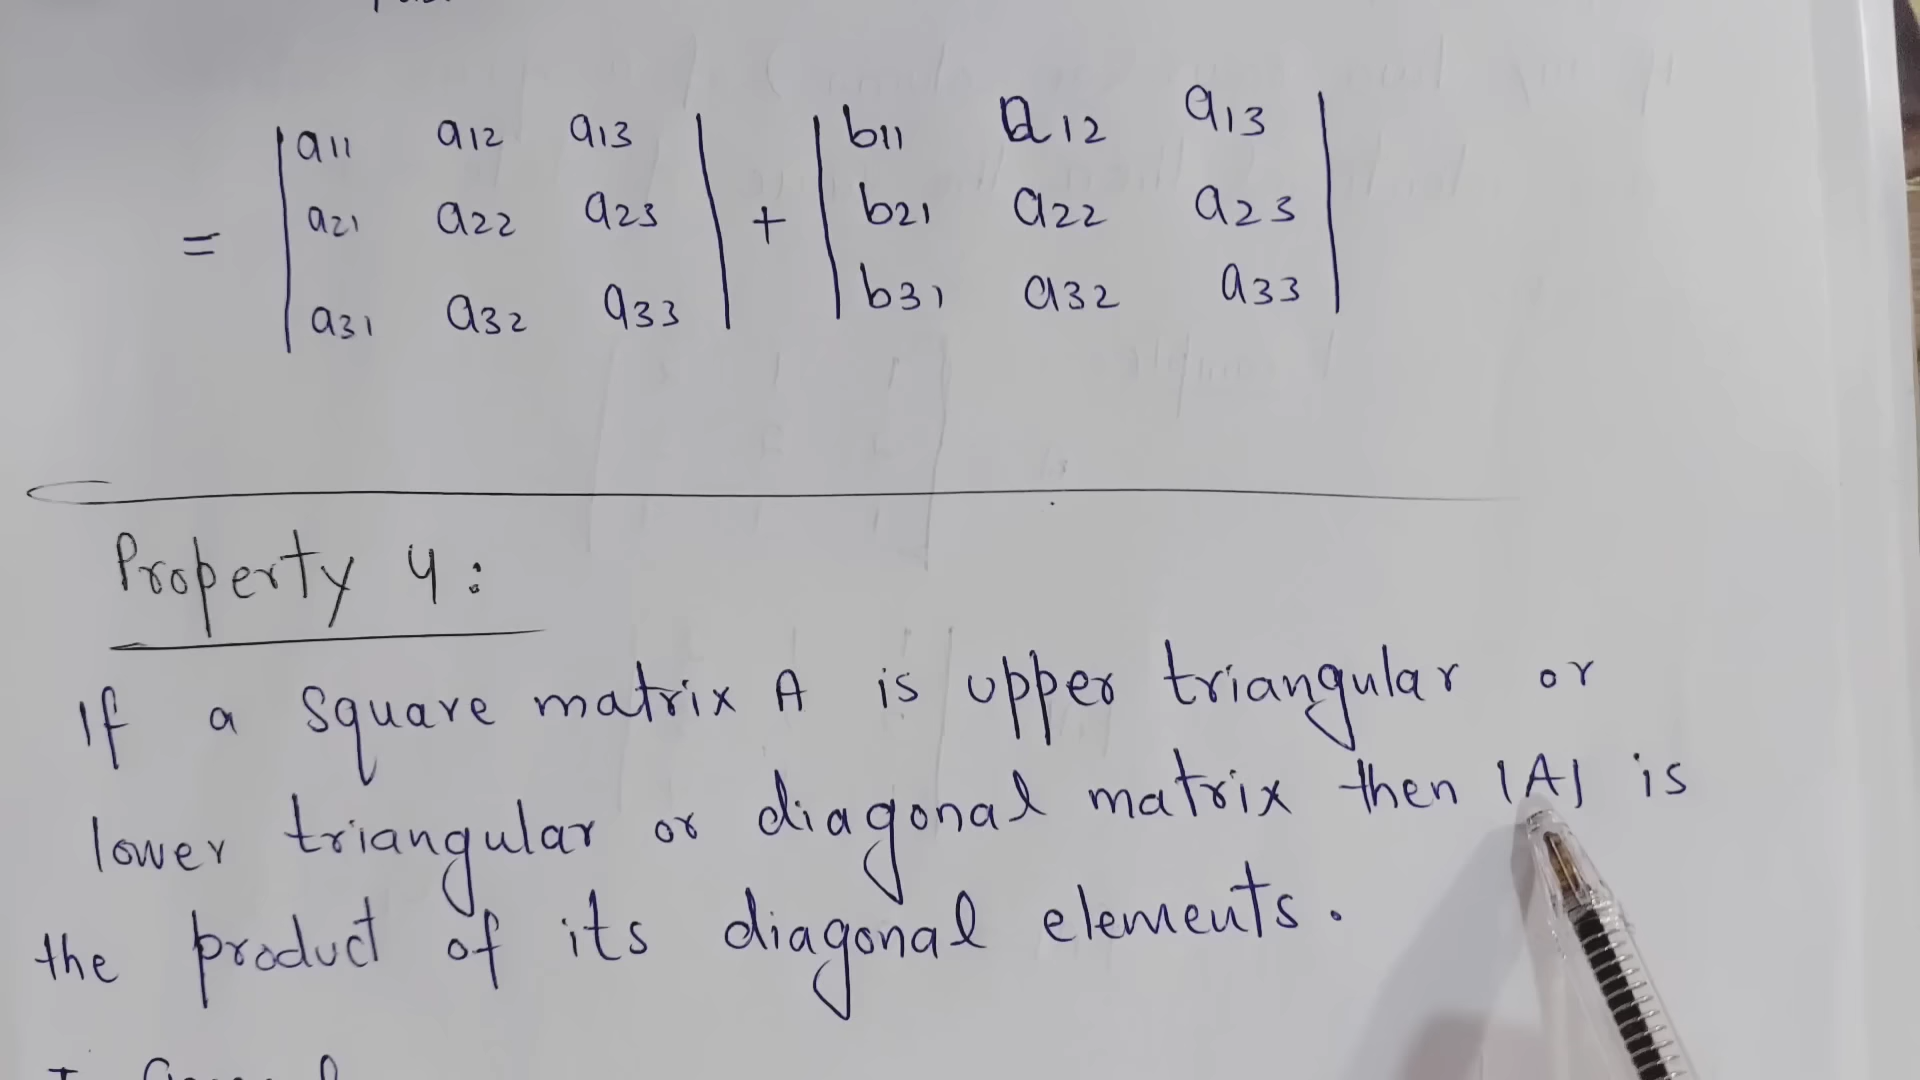 a11 a12 a13 b11 a12 a13
= a21 a22 a23 + b21 a22 a23
a31 a32 a33 b31 a32 a33
Property 4:
If a square matrix A is upper triangular or
lower triangular or diagonal matrix then |A| is
the product of its diagonal elements.